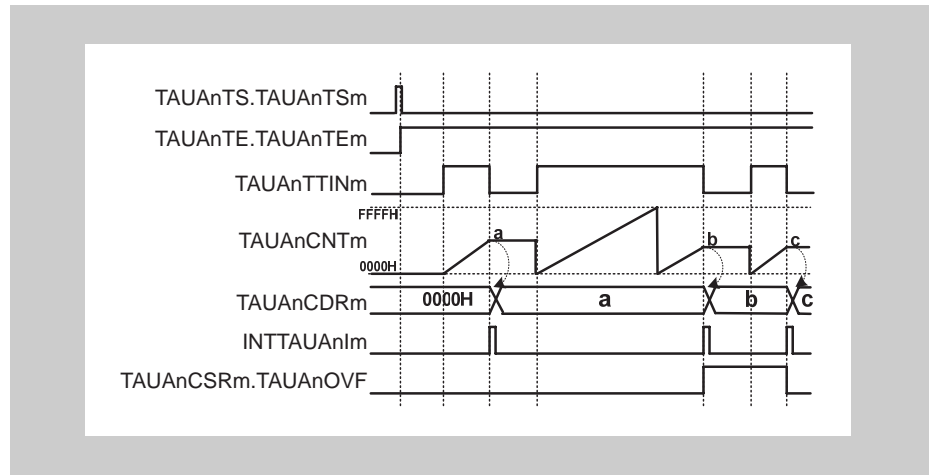 TAUAnTS.TAUAnTSm
TAUAnTE.TAUAnTEm
TAUAnTTINm
FFFFH
TAUAnCNTm
a
b
c
0000H
TAUAnCDRm
0000H
a
b
c
INTTAUAnIm
TAUAnCSRm.TAUAnOVF